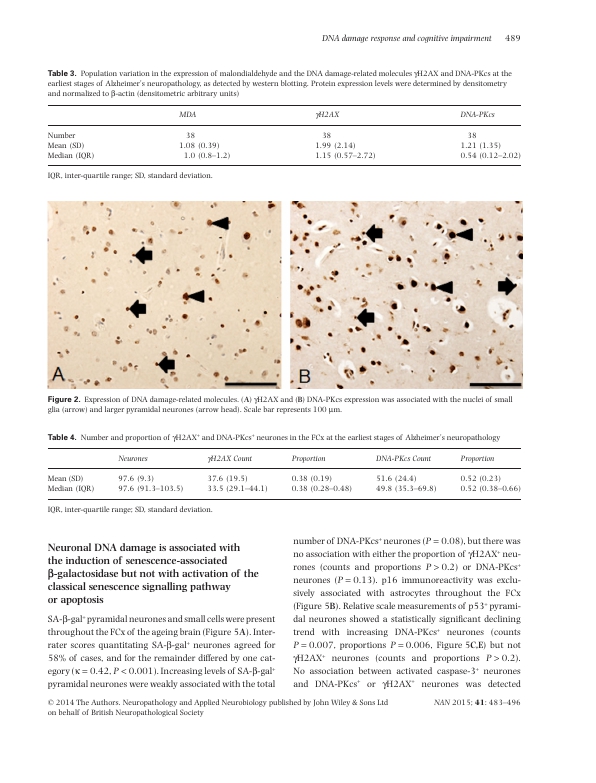 DNA damage response and cognitive impairment 489
Table 3. Population variation in the expression of malondialdehyde and the DNA damage-related molecules γH2AX and DNA-PKcs at the
earliest stages of Alzheimer's neuropathology, as detected by western blotting. Protein expression levels were determined by densitometry
and normalized to β-actin (densitometric arbitrary units)
MDA γH2AX DNA-PKcs
Number 38 38 38
Mean (SD) 1.08 (0.39) 1.99 (2.14) 1.21 (1.35)
Median (IQR) 1.0 (0.8–1.2) 1.15 (0.57–2.72) 0.54 (0.12–2.02)
IQR, inter-quartile range; SD, standard deviation.
A B
Figure 2. Expression of DNA damage-related molecules. (A) γH2AX and (B) DNA-PKcs expression was associated with the nuclei of small
glia (arrow) and larger pyramidal neurones (arrow head). Scale bar represents 100 μm.
Table 4. Number and proportion of γH2AX⁺ and DNA-PKcs⁺ neurones in the FCx at the earliest stages of Alzheimer's neuropathology
Neurones γH2AX Count Proportion DNA-PKcs Count Proportion
Mean (SD) 97.6 (9.3) 37.6 (19.5) 0.38 (0.19) 51.6 (24.4) 0.52 (0.23)
Median (IQR) 97.6 (91.3–103.5) 33.5 (29.1–44.1) 0.38 (0.28–0.48) 49.8 (35.3–69.8) 0.52 (0.38–0.66)
IQR, inter-quartile range; SD, standard deviation.
Neuronal DNA damage is associated with
the induction of senescence-associated
β-galactosidase but not with activation of the
classical senescence signalling pathway
or apoptosis
SA-β-gal⁺ pyramidal neurones and small cells were present
throughout the FCx of the ageing brain (Figure 5A). Inter-
rater scores quantitating SA-β-gal⁺ neurones agreed for
58% of cases, and for the remainder differed by one cat-
egory (κ = 0.42, P < 0.001). Increasing levels of SA-β-gal⁺
pyramidal neurones were weakly associated with the total
number of DNA-PKcs⁺ neurones (P = 0.08), but there was
no association with either the proportion of γH2AX⁺ neu-
rones (counts and proportions P > 0.2) or DNA-PKcs⁺
neurones (P = 0.13). p16 immunoreactivity was exclu-
sively associated with astrocytes throughout the FCx
(Figure 5B). Relative scale measurements of p53⁺ pyrami-
dal neurones showed a statistically significant declining
trend with increasing DNA-PKcs⁺ neurones (counts
P = 0.007, proportions P = 0.006, Figure 5C,E) but not
γH2AX⁺ neurones (counts and proportions P > 0.2).
No association between activated caspase-3⁺ neurones
and DNA-PKcs⁺ or γH2AX⁺ neurones was detected
© 2014 The Authors. Neuropathology and Applied Neurobiology published by John Wiley & Sons Ltd
on behalf of British Neuropathological Society
NAN 2015; 41: 483–496